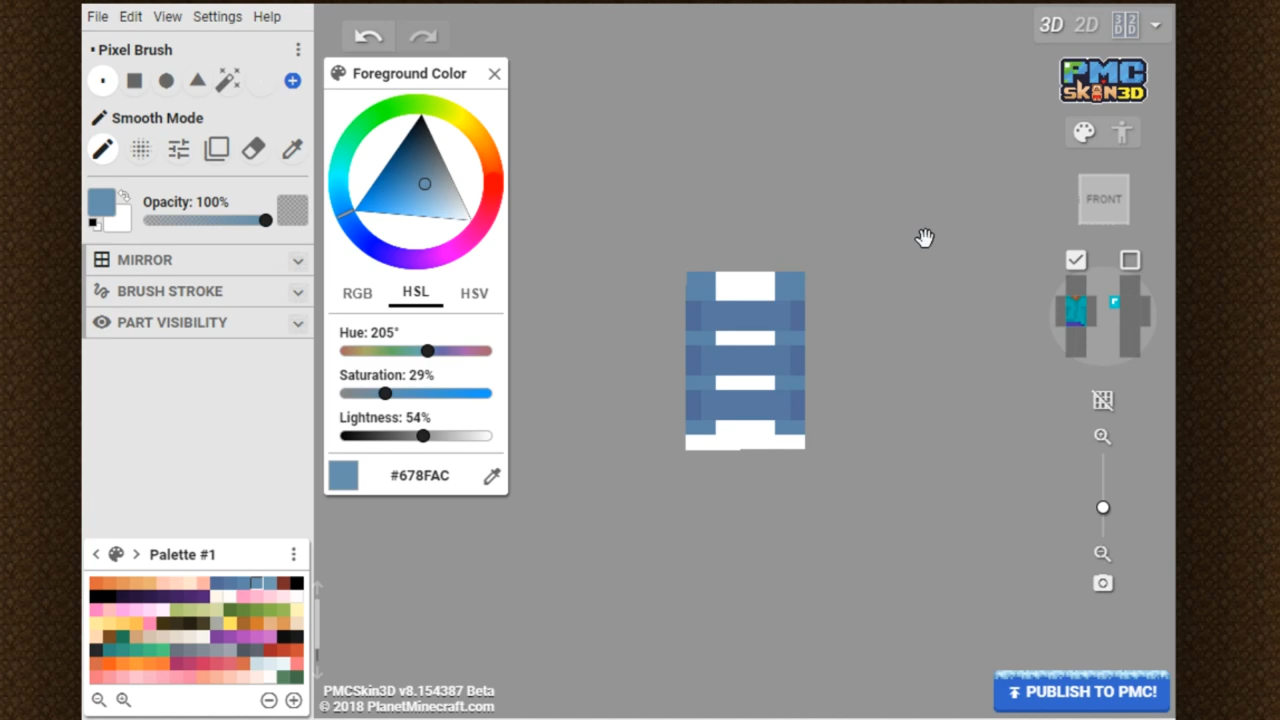 File Edit View Settings Help
3D 2D 3D 2D
Pixel Brush
Foreground Color
PMC
SKIN3D
Smooth Mode
Opacity: 100%
FRONT
MIRROR
BRUSH STROKE
PART VISIBILITY
RGB HSL HSV
Hue: 205°
Saturation: 29%
Lightness: 54%
#678FAC
Palette #1
PMCSkin3D v8.154387 Beta
© 2018 PlanetMinecraft.com
PUBLISH TO PMC!